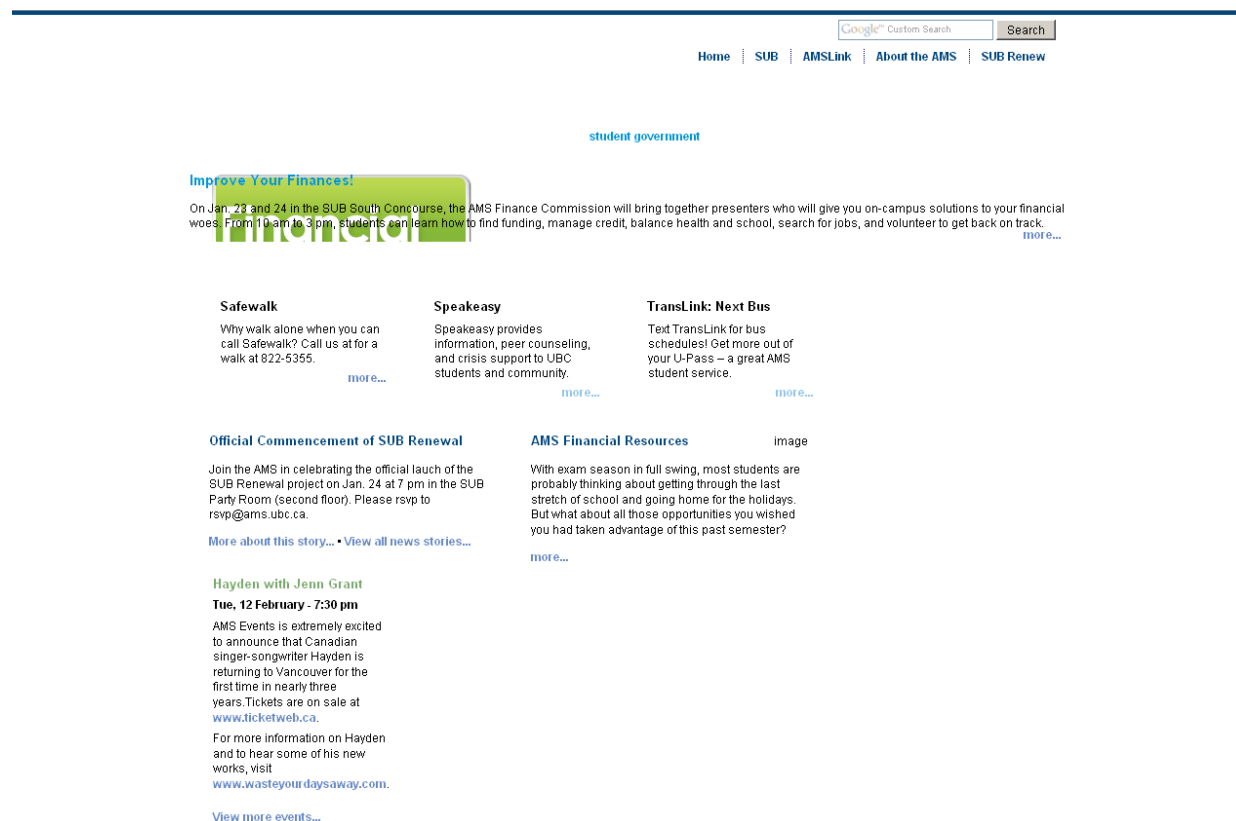 Google™ Custom Search Search
Home SUB AMSLink About the AMS SUB Renew
student government
Improve Your Finances!
Financial
On Jan. 23 and 24 in the SUB South Concourse, the AMS Finance Commission will bring together presenters who will give you on-campus solutions to your financial
woes. From 10 am to 3 pm, students can learn how to find funding, manage credit, balance health and school, search for jobs, and volunteer to get back on track.
more...
Safewalk
Why walk alone when you can
call Safewalk? Call us at for a
walk at 822-5355.
more...
Speakeasy
Speakeasy provides
information, peer counseling,
and crisis support to UBC
students and community.
more...
TransLink: Next Bus
Text TransLink for bus
schedules! Get more out of
your U-Pass – a great AMS
student service.
more...
Official Commencement of SUB Renewal
Join the AMS in celebrating the official lauch of the
SUB Renewal project on Jan. 24 at 7 pm in the SUB
Party Room (second floor). Please rsvp to
rsvp@ams.ubc.ca.
More about this story... • View all news stories...
AMS Financial Resources
image
With exam season in full swing, most students are
probably thinking about getting through the last
stretch of school and going home for the holidays.
But what about all those opportunities you wished
you had taken advantage of this past semester?
more...
Hayden with Jenn Grant
Tue, 12 February - 7:30 pm
AMS Events is extremely excited
to announce that Canadian
singer-songwriter Hayden is
returning to Vancouver for the
first time in nearly three
years.Tickets are on sale at
www.ticketweb.ca.
For more information on Hayden
and to hear some of his new
works, visit
www.wasteyourdaysaway.com.
View more events...